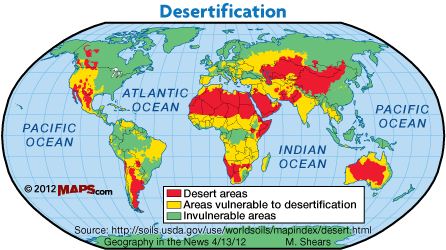 Desertification
ATLANTIC
OCEAN
PACIFIC
OCEAN
PACIFIC
OCEAN
INDIAN
OCEAN
Desert areas
Areas vulnerable to desertification
Invulnerable areas
© 2012 MAPS.com
Source: http://soils.usda.gov/use/worldsoils/mapindex/desert.html
Geography in the News 4/13/12 M. Shears